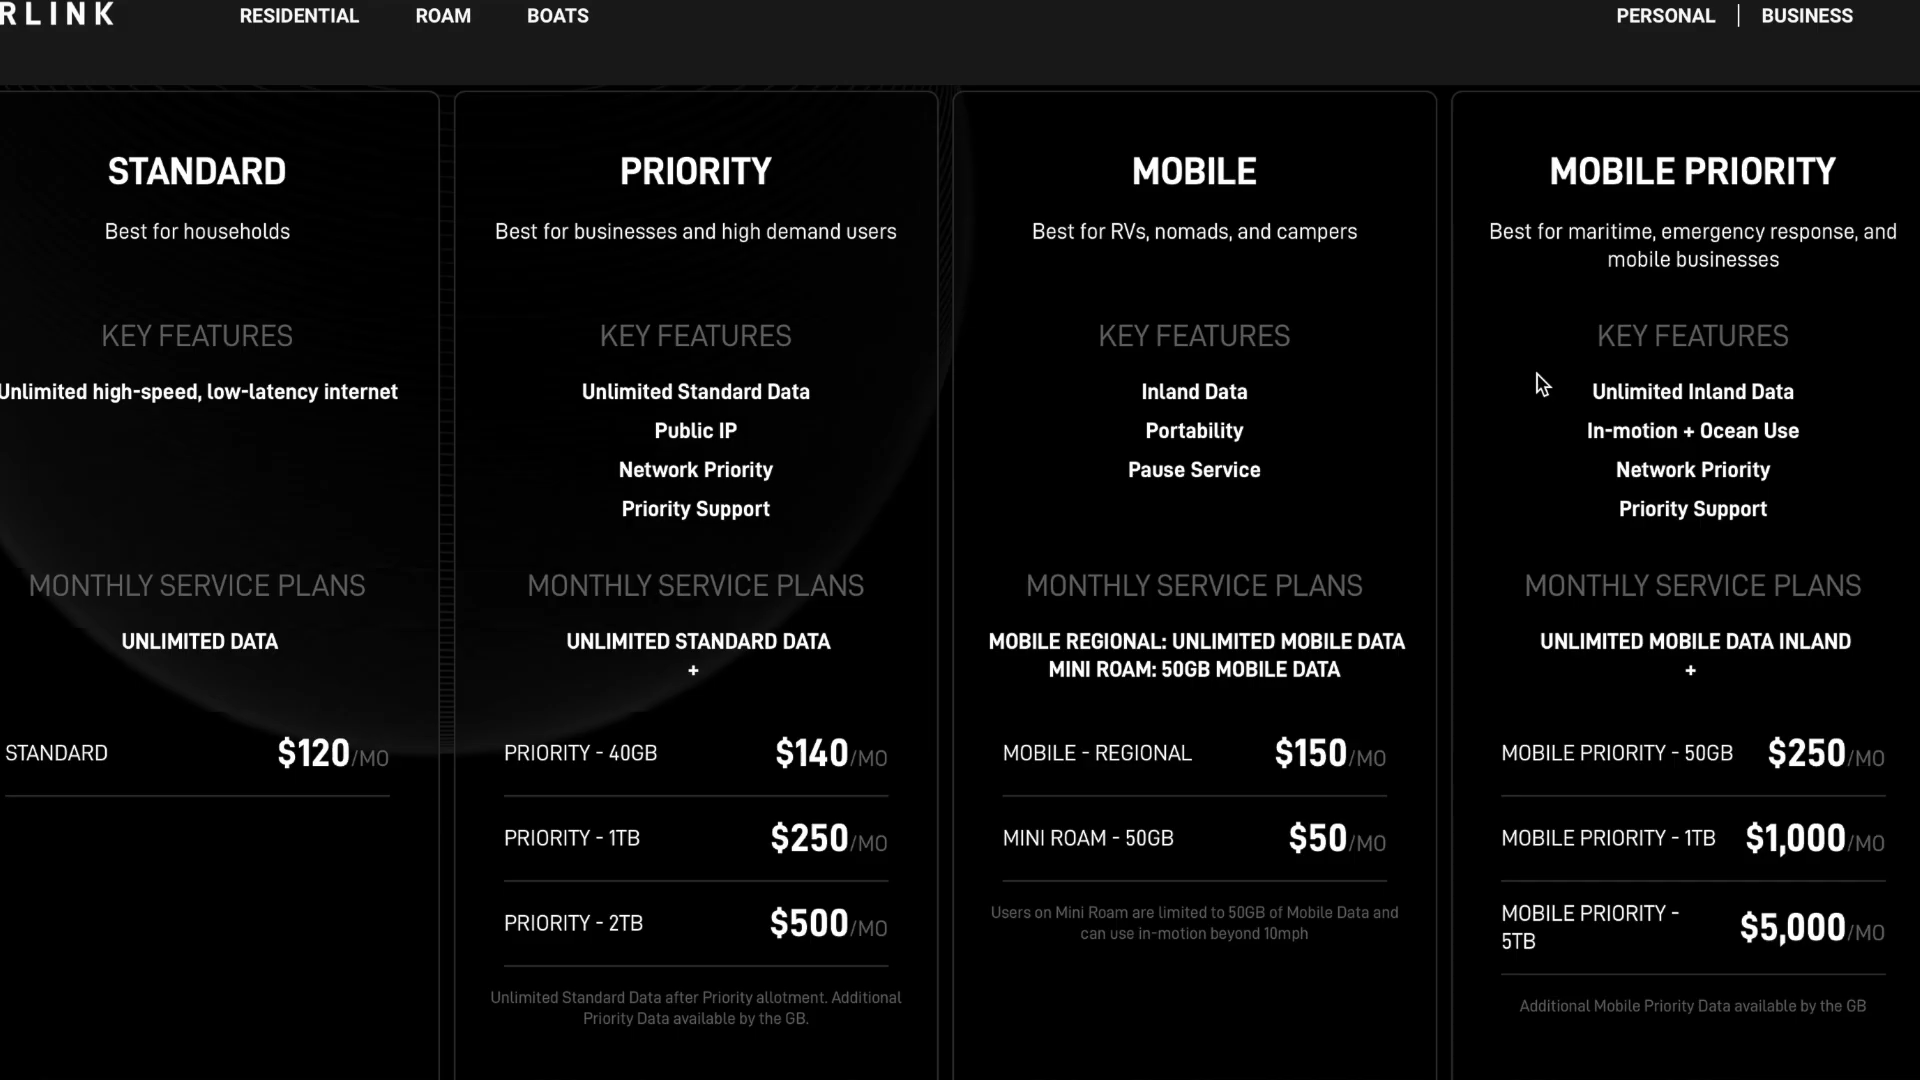 RLINK
RESIDENTIAL
ROAM
BOATS
PERSONAL | BUSINESS
STANDARD
Best for households
KEY FEATURES
Unlimited high-speed, low-latency internet
MONTHLY SERVICE PLANS
UNLIMITED DATA
STANDARD $120/MO
PRIORITY
Best for businesses and high demand users
KEY FEATURES
Unlimited Standard Data
Public IP
Network Priority
Priority Support
MONTHLY SERVICE PLANS
UNLIMITED STANDARD DATA
+
PRIORITY - 40GB $140/MO
PRIORITY - 1TB $250/MO
PRIORITY - 2TB $500/MO
Unlimited Standard Data after Priority allotment. Additional
Priority Data available by the GB.
MOBILE
Best for RVs, nomads, and campers
KEY FEATURES
Inland Data
Portability
Pause Service
MONTHLY SERVICE PLANS
MOBILE REGIONAL: UNLIMITED MOBILE DATA
MINI ROAM: 50GB MOBILE DATA
MOBILE - REGIONAL $150/MO
MINI ROAM - 50GB $50/MO
Users on Mini Roam are limited to 50GB of Mobile Data and
can use in-motion beyond 10mph
MOBILE PRIORITY
Best for maritime, emergency response, and
mobile businesses
KEY FEATURES
Unlimited Inland Data
In-motion + Ocean Use
Network Priority
Priority Support
MONTHLY SERVICE PLANS
UNLIMITED MOBILE DATA INLAND
+
MOBILE PRIORITY - 50GB $250/MO
MOBILE PRIORITY - 1TB $1,000/MO
MOBILE PRIORITY -
5TB $5,000/MO
Additional Mobile Priority Data available by the GB